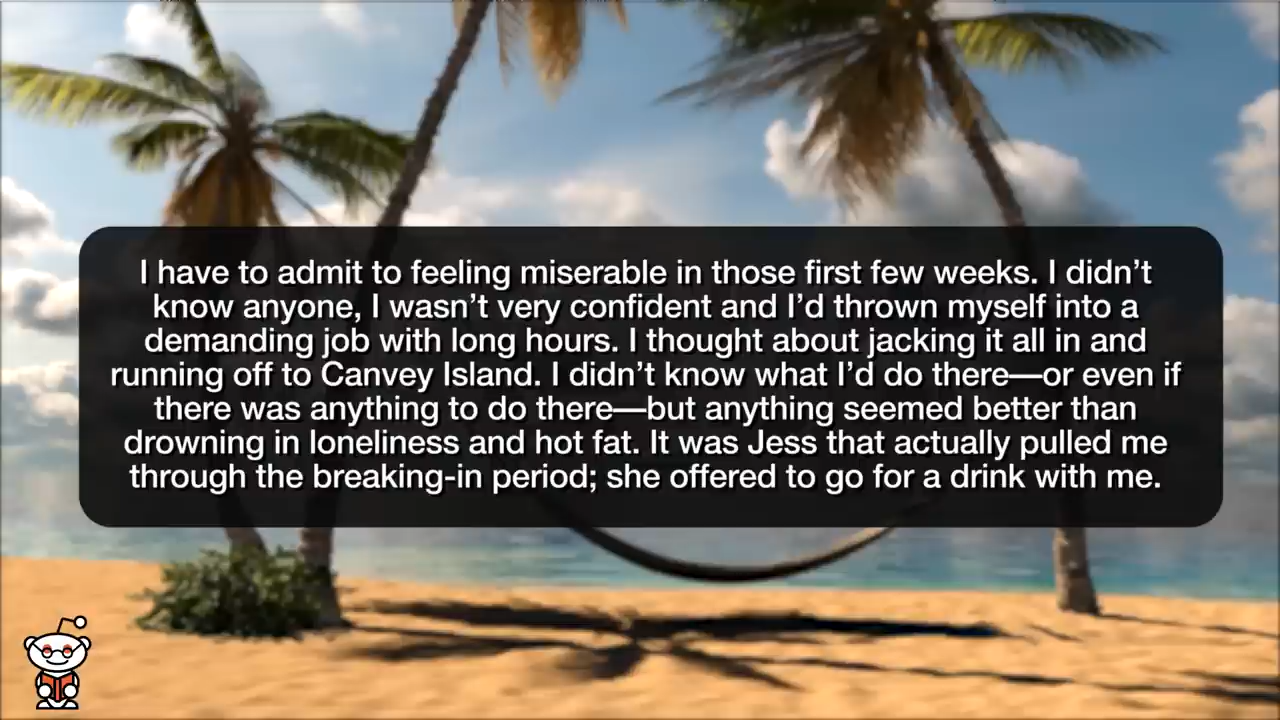 I have to admit to feeling miserable in those first few weeks. I didn’t
know anyone, I wasn’t very confident and I’d thrown myself into a
demanding job with long hours. I thought about jacking it all in and
running off to Canvey Island. I didn’t know what I’d do there—or even if
there was anything to do there—but anything seemed better than
drowning in loneliness and hot fat. It was Jess that actually pulled me
through the breaking-in period; she offered to go for a drink with me.